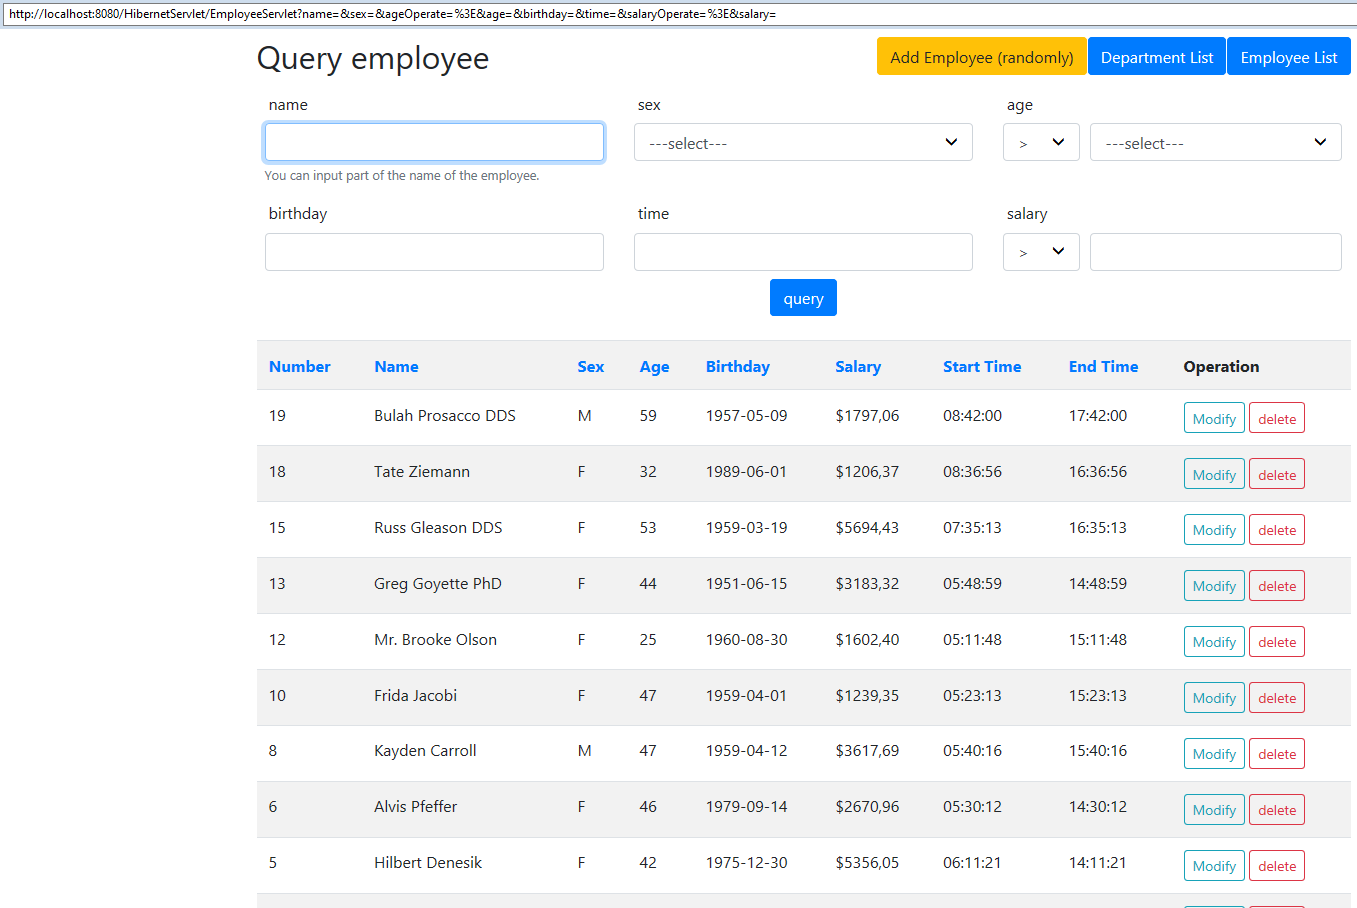 http://localhost:8080/HibernetServlet/EmployeeServlet?name=&sex=&ageOperate=%3E&age=&birthday=&time=&salaryOperate=%3E&salary=
Query employee Add Employee (randomly) Department List Employee List
name sex age
---select--- > ---select---
You can input part of the name of the employee.
birthday time salary
>
query
Number Name Sex Age Birthday Salary Start Time End Time Operation
19 Bulah Prosacco DDS M 59 1957-05-09 $1797,06 08:42:00 17:42:00 Modify delete
18 Tate Ziemann F 32 1989-06-01 $1206,37 08:36:56 16:36:56 Modify delete
15 Russ Gleason DDS F 53 1959-03-19 $5694,43 07:35:13 16:35:13 Modify delete
13 Greg Goyette PhD F 44 1951-06-15 $3183,32 05:48:59 14:48:59 Modify delete
12 Mr. Brooke Olson F 25 1960-08-30 $1602,40 05:11:48 15:11:48 Modify delete
10 Frida Jacobi F 47 1959-04-01 $1239,35 05:23:13 15:23:13 Modify delete
8 Kayden Carroll M 47 1959-04-12 $3617,69 05:40:16 15:40:16 Modify delete
6 Alvis Pfeffer F 46 1979-09-14 $2670,96 05:30:12 14:30:12 Modify delete
5 Hilbert Denesik F 42 1975-12-30 $5356,05 06:11:21 14:11:21 Modify delete